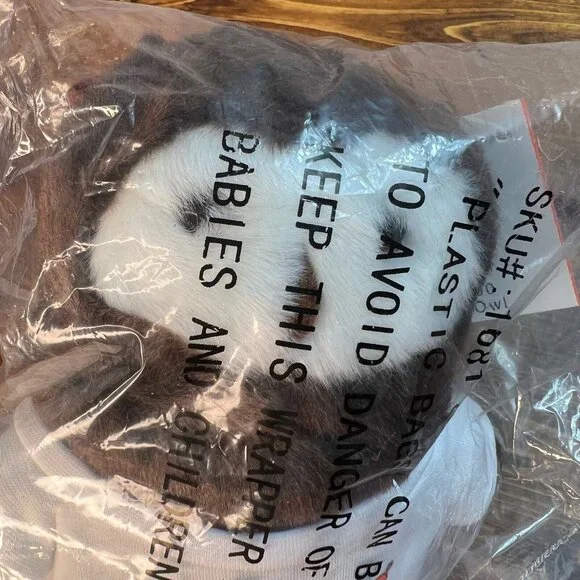 SKU#:1081
"PLASTIC BAGS CAN B
TO AVOID DANGER OF
KEEP THIS WRAPPER
BABIES AND CHILDREN